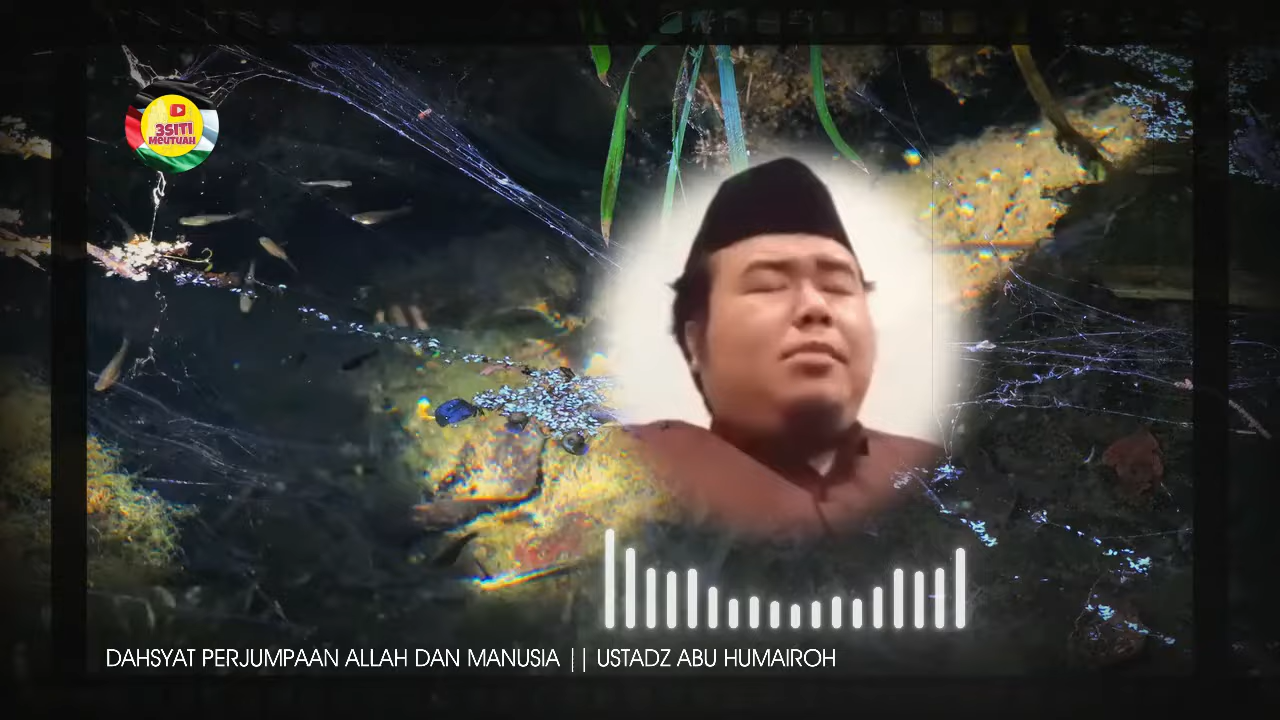 3SITI
MEUTUAH
DAHSYAT PERJUMPAAN ALLAH DAN MANUSIA || USTADZ ABU HUMAIROH